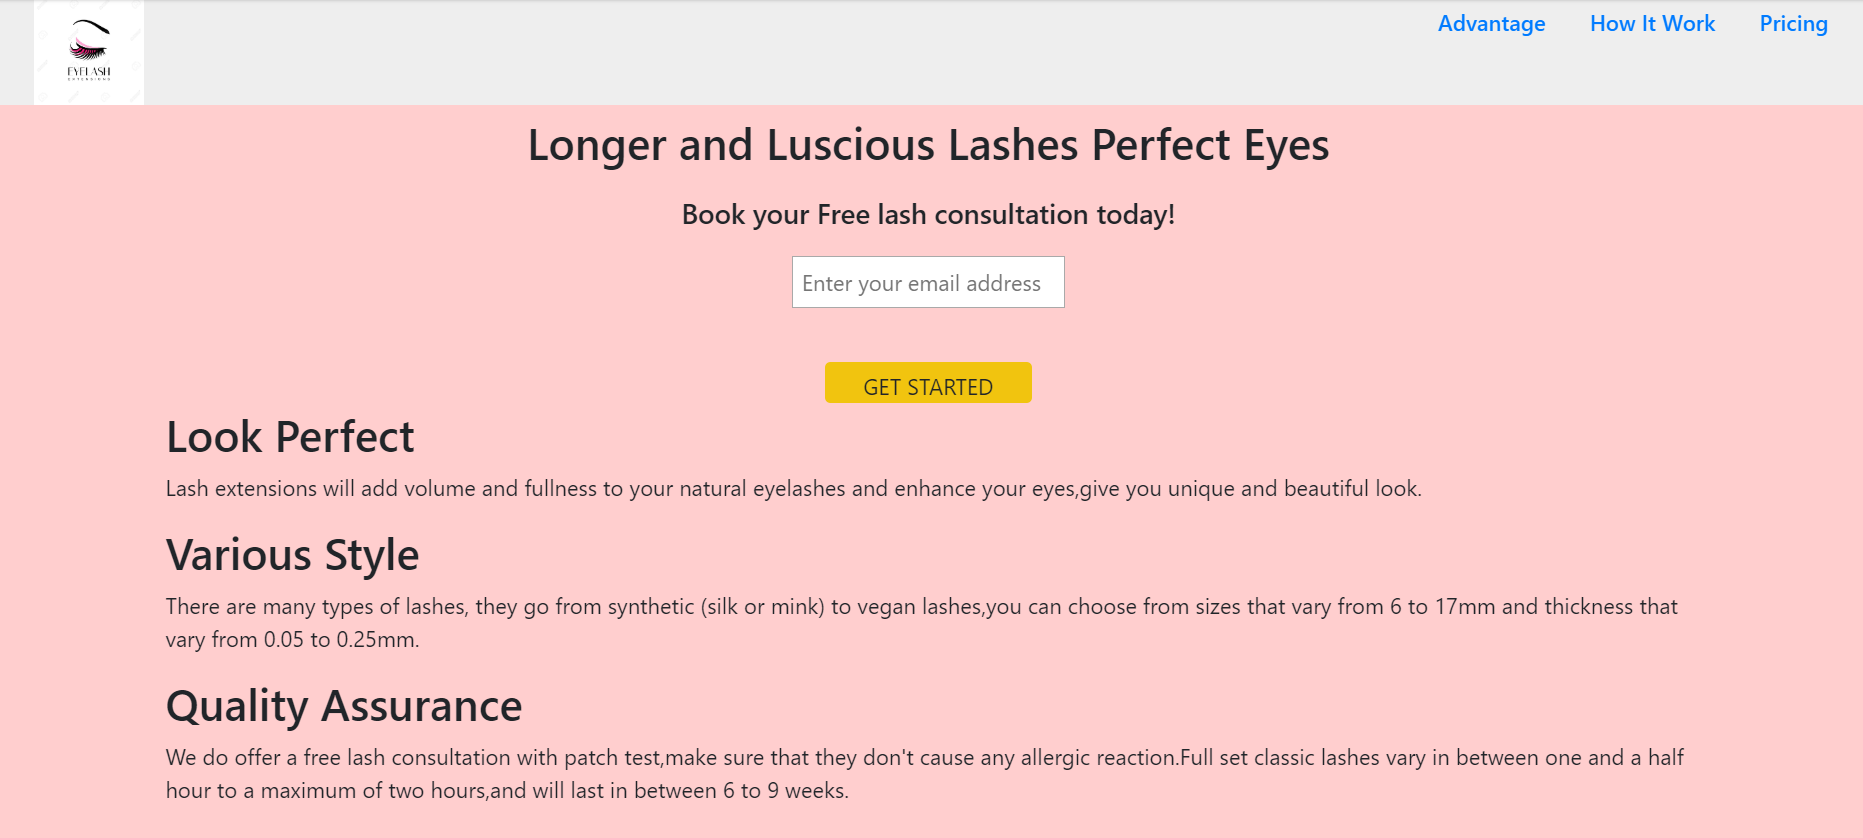 EYELASH
EXTENSIONS
Advantage How It Work Pricing
Longer and Luscious Lashes Perfect Eyes
Book your Free lash consultation today!
Enter your email address
GET STARTED
Look Perfect
Lash extensions will add volume and fullness to your natural eyelashes and enhance your eyes,give you unique and beautiful look.
Various Style
There are many types of lashes, they go from synthetic (silk or mink) to vegan lashes,you can choose from sizes that vary from 6 to 17mm and thickness that
vary from 0.05 to 0.25mm.
Quality Assurance
We do offer a free lash consultation with patch test,make sure that they don't cause any allergic reaction.Full set classic lashes vary in between one and a half
hour to a maximum of two hours,and will last in between 6 to 9 weeks.